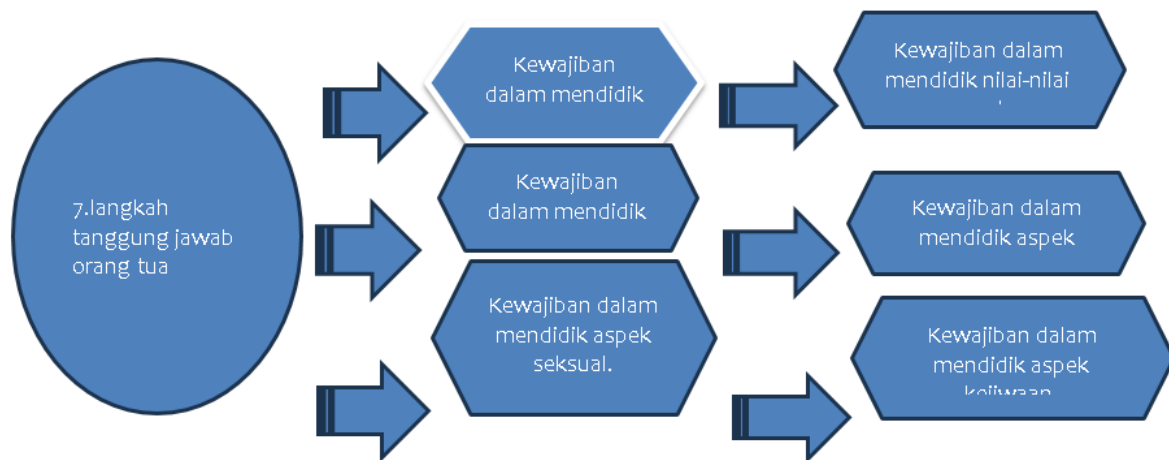 7.langkah
tanggung jawab
orang tua
Kewajiban
dalam mendidik
Kewajiban dalam
mendidik nilai-nilai
Kewajiban
dalam mendidik
Kewajiban dalam
mendidik aspek
Kewajiban dalam
mendidik aspek
seksual.
Kewajiban dalam
mendidik aspek
kejiwaan